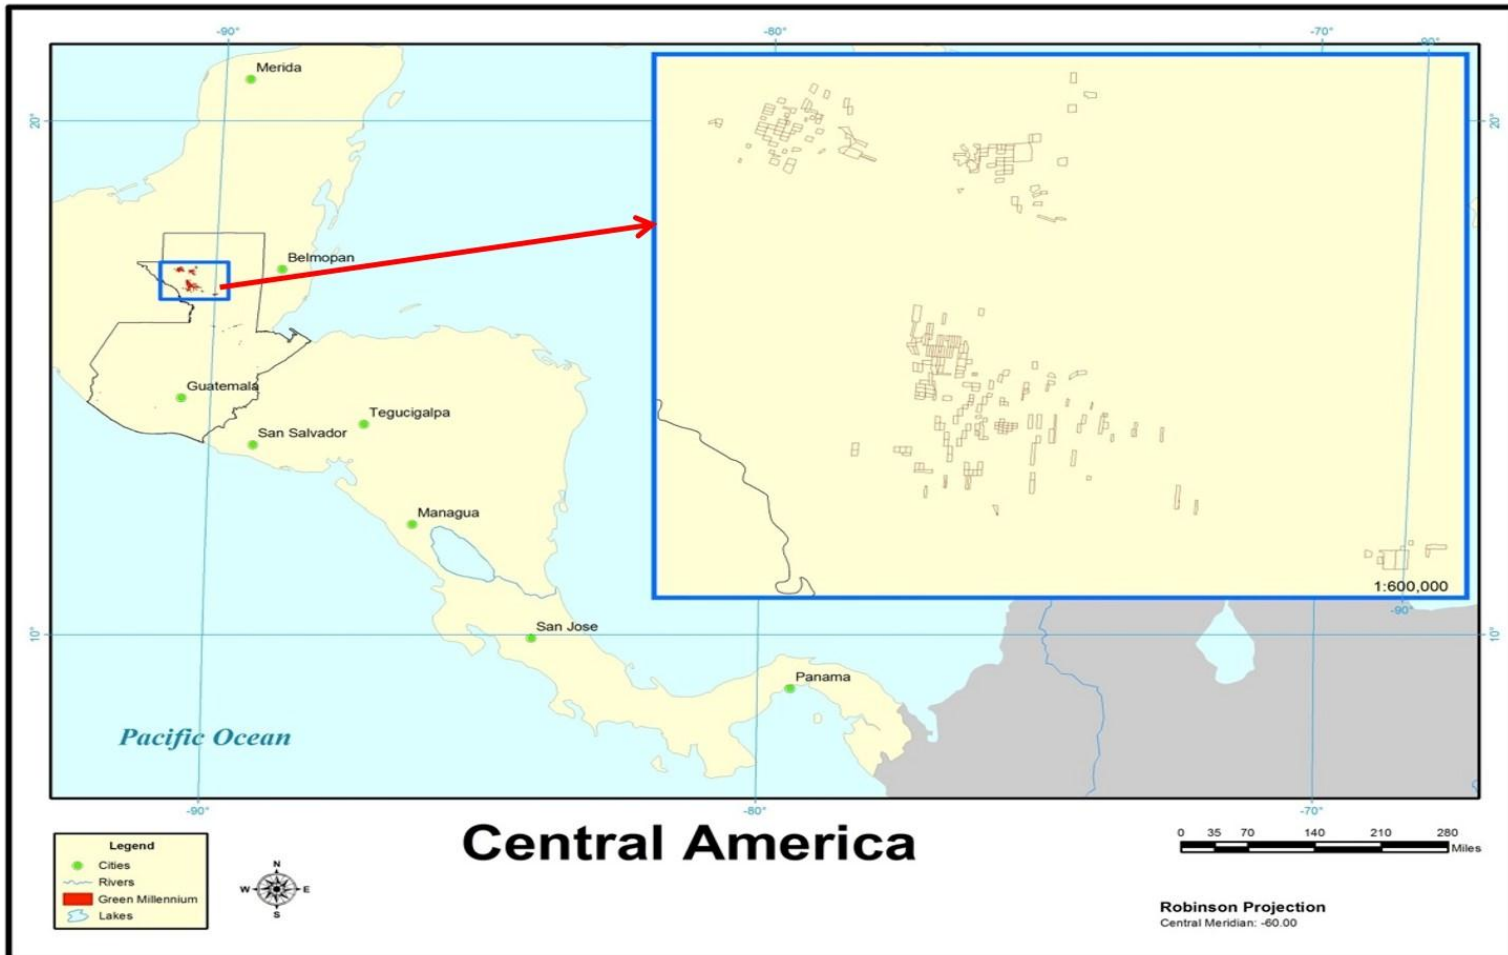 -90°
-80°
-70°
-90°
Merida
20°
20°
Belmopan
Guatemala
Tegucigalpa
San Salvador
Managua
1:600,000
-90°
10°
San Jose
10°
Panama
Pacific Ocean
-90°
-80°
-70°
Central America
Legend
Cities
Rivers
Green Millennium
Lakes
N
W
E
S
0 35 70 140 210 280
Miles
Robinson Projection
Central Meridian: -60.00